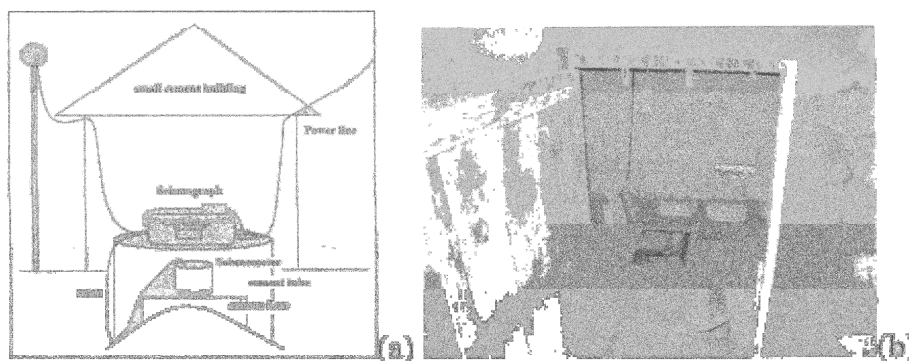 small cement building
Power line
Seismograph
Seismometer
cement tube
(a)
(b)